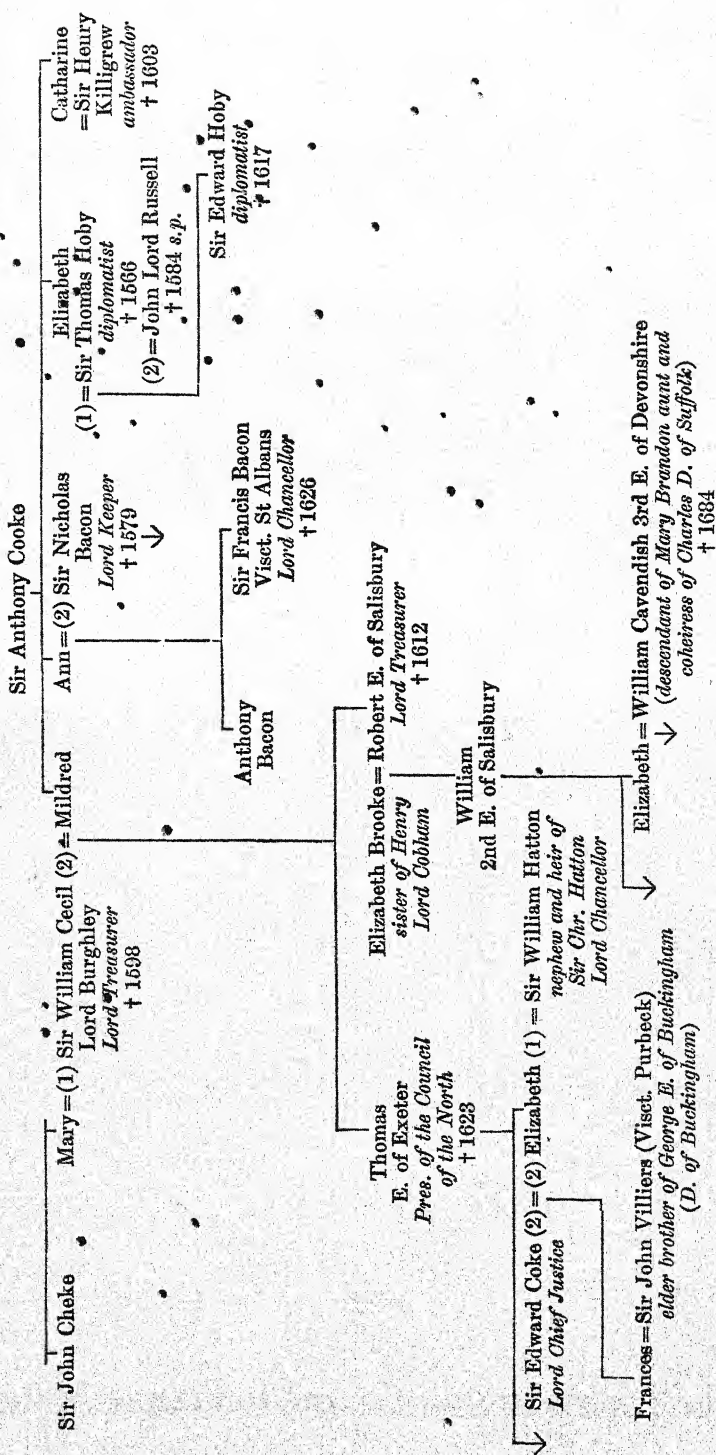 Sir Anthony Cooke
Sir John Cheke
Mary=(1) Sir William Cecil (2)=Mildred
Lord Burghley
Lord Treasurer
†1598
Ann=(2) Sir Nicholas
Bacon
Lord Keeper
†1579
Elizabeth
(1)=Sir Thomas Hoby
diplomatist
†1566
(2)=John Lord Russell
†1584 s.p.
Catharine
=Sir Henry
Killigrew
ambassador
†1603
Anthony
Bacon
Sir Francis Bacon
Visct. St Albans
Lord Chancellor
†1626
Sir Edward Hoby
diplomatist
†1617
Thomas
E. of Exeter
Pres. of the Council
of the North
†1623
Elizabeth Brooke=Robert E. of Salisbury
sister of Henry
Lord Cobham
Lord Treasurer
†1612
William
2nd E. of Salisbury
Sir Edward Coke (2)=(2) Elizabeth (1)=Sir William Hatton
Lord Chief Justice
nephew and heir of
Sir Chr. Hatton
Lord Chancellor
Frances=Sir John Villiers (Visct. Purbeck)
elder brother of George E. of Buckingham
(D. of Buckingham)
Elizabeth=William Cavendish 3rd E. of Devonshire
(descendant of Mary Brandon aunt and
coheiress of Charles D. of Suffolk)
†1684